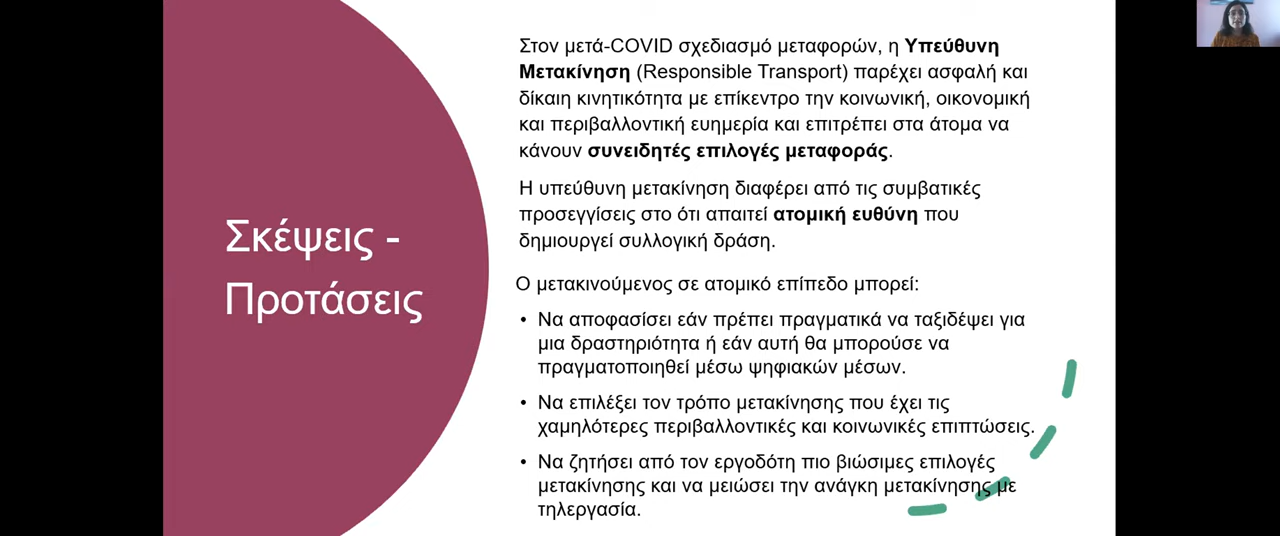 Σκέψεις -
Προτάσεις
Στον μετά-COVID σχεδιασμό μεταφορών, η Υπεύθυνη
Μετακίνηση (Responsible Transport) παρέχει ασφαλή και
δίκαιη κινητικότητα με επίκεντρο την κοινωνική, οικονομική
και περιβαλλοντική ευημερία και επιτρέπει στα άτομα να
κάνουν συνειδητές επιλογές μεταφοράς.
Η υπεύθυνη μετακίνηση διαφέρει από τις συμβατικές
προσεγγίσεις στο ότι απαιτεί ατομική ευθύνη που
δημιουργεί συλλογική δράση.
Ο μετακινούμενος σε ατομικό επίπεδο μπορεί:
• Να αποφασίσει εάν πρέπει πραγματικά να ταξιδέψει για
μια δραστηριότητα ή εάν αυτή θα μπορούσε να
πραγματοποιηθεί μέσω ψηφιακών μέσων.
• Να επιλέξει τον τρόπο μετακίνησης που έχει τις
χαμηλότερες περιβαλλοντικές και κοινωνικές επιπτώσεις.
• Να ζητήσει από τον εργοδότη πιο βιώσιμες επιλογές
μετακίνησης και να μειώσει την ανάγκη μετακίνησης με
τηλεργασία.